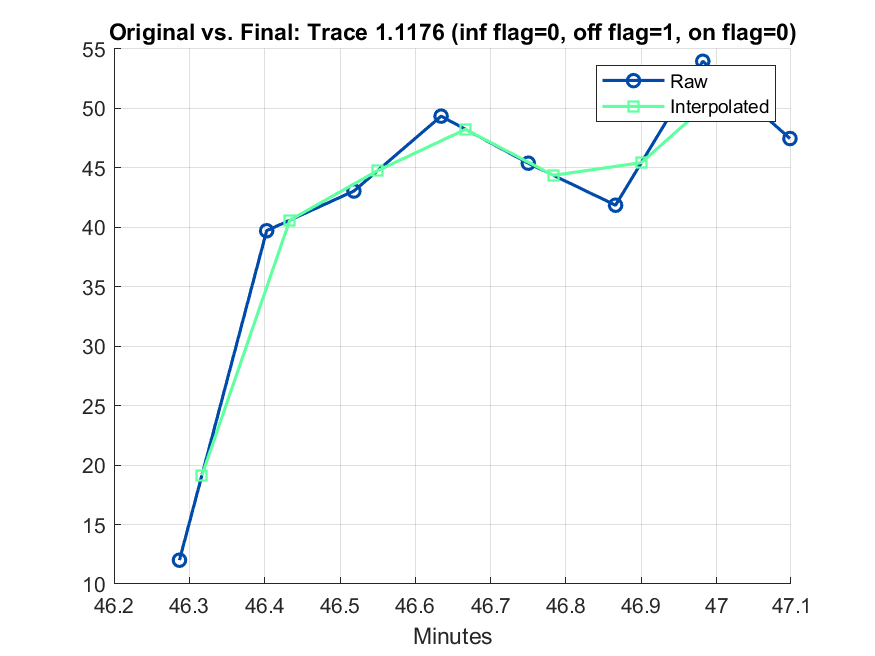 Original vs. Final: Trace 1.1176 (inf flag=0, off flag=1, on flag=0)
55
50
45
40
35
30
25
20
15
10
Raw
Interpolated
46.2 46.3 46.4 46.5 46.6 46.7 46.8 46.9 47 47.1
Minutes